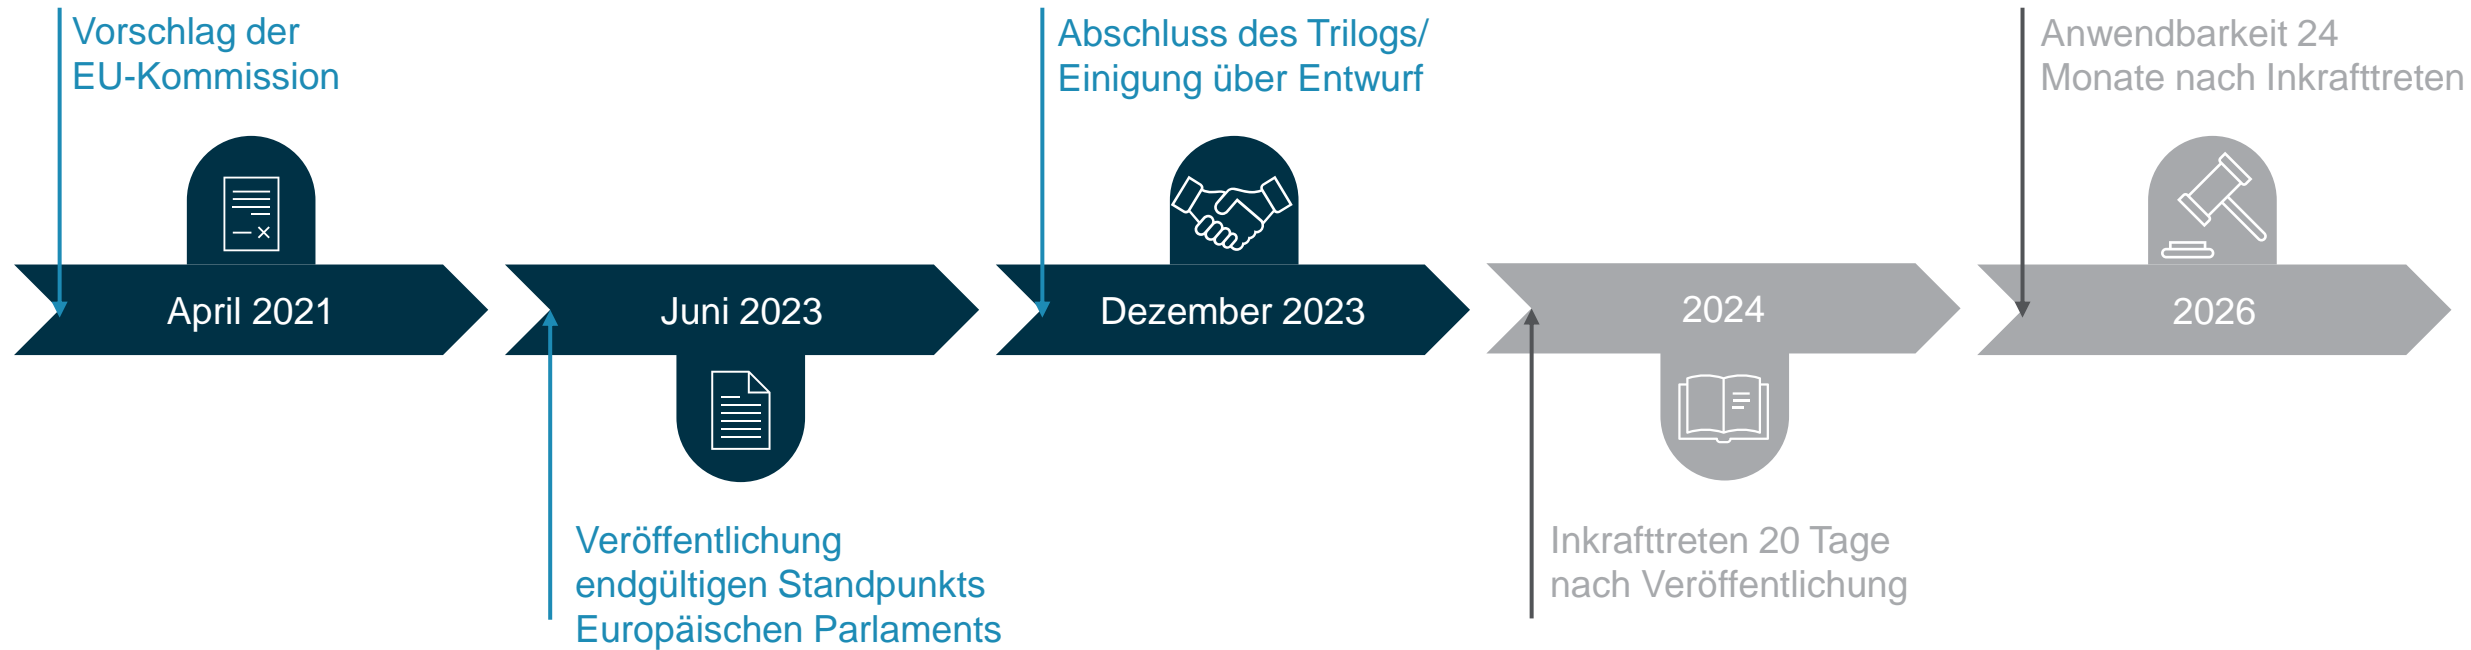 Vorschlag der
EU-Kommission
April 2021
Juni 2023
Veröffentlichung
endgültigen Standpunkts
Europäischen Parlaments
Abschluss des Trilogs/
Einigung über Entwurf
Dezember 2023
2024
Inkrafttreten 20 Tage
nach Veröffentlichung
Anwendbarkeit 24
Monate nach Inkrafttreten
2026